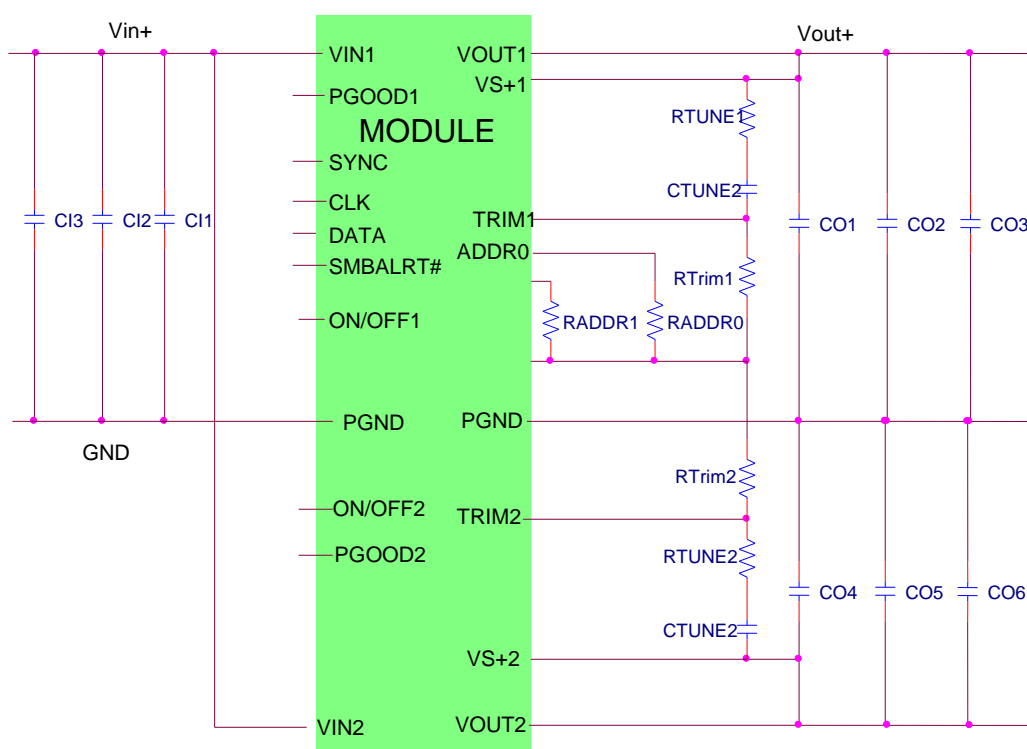 Vin+
Vout+
VIN1
VOUT1
VS+1
PGOOD1
RTUNE1
MODULE
SYNC
CTUNE2
CLK
TRIM1
CI3
CI2
CI1
CO1
CO2
CO3
DATA
ADDR0
SMBALRT#
RTrim1
ON/OFF1
RADDR1
RADDR0
PGND
PGND
GND
RTrim2
ON/OFF2
TRIM2
PGOOD2
RTUNE2
CO4
CO5
CO6
CTUNE2
VS+2
VIN2
VOUT2